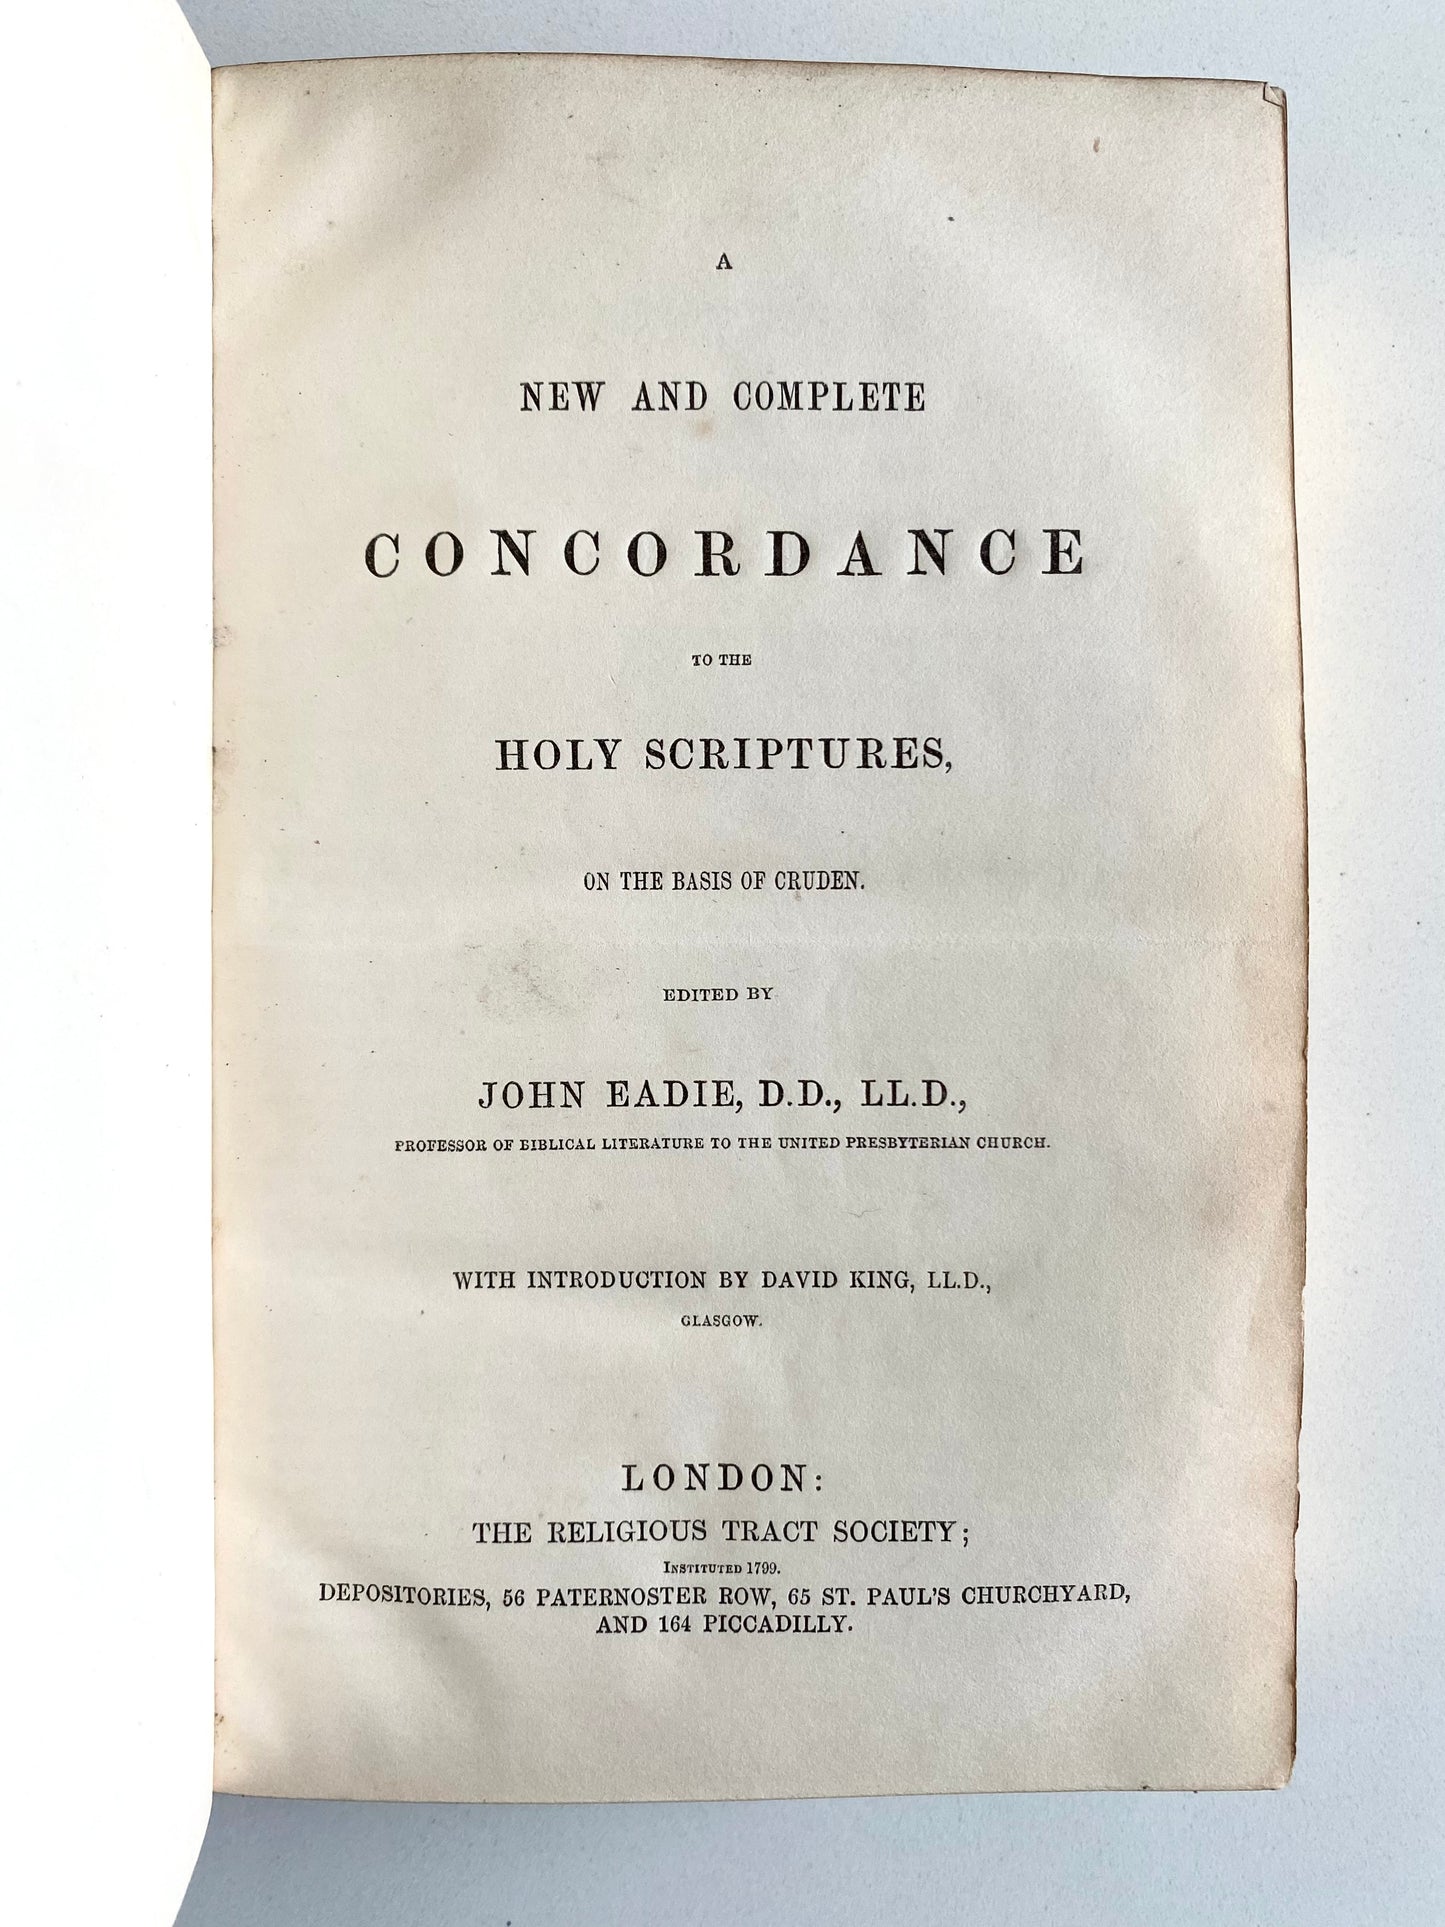 A
NEW AND COMPLETE
CONCORDANCE
TO THE
HOLY SCRIPTURES,
ON THE BASIS OF CRUDEN.
EDITED BY
JOHN EADIE, D.D., LL.D.,
PROFESSOR OF BIBLICAL LITERATURE TO THE UNITED PRESBYTERIAN CHURCH.
WITH INTRODUCTION BY DAVID KING, LL.D.,
GLASGOW.
LONDON:
THE RELIGIOUS TRACT SOCIETY;
INSTITUTED 1799.
DEPOSITORIES, 56 PATERNOSTER ROW, 65 ST. PAUL'S CHURCHYARD,
AND 164 PICCADILLY.